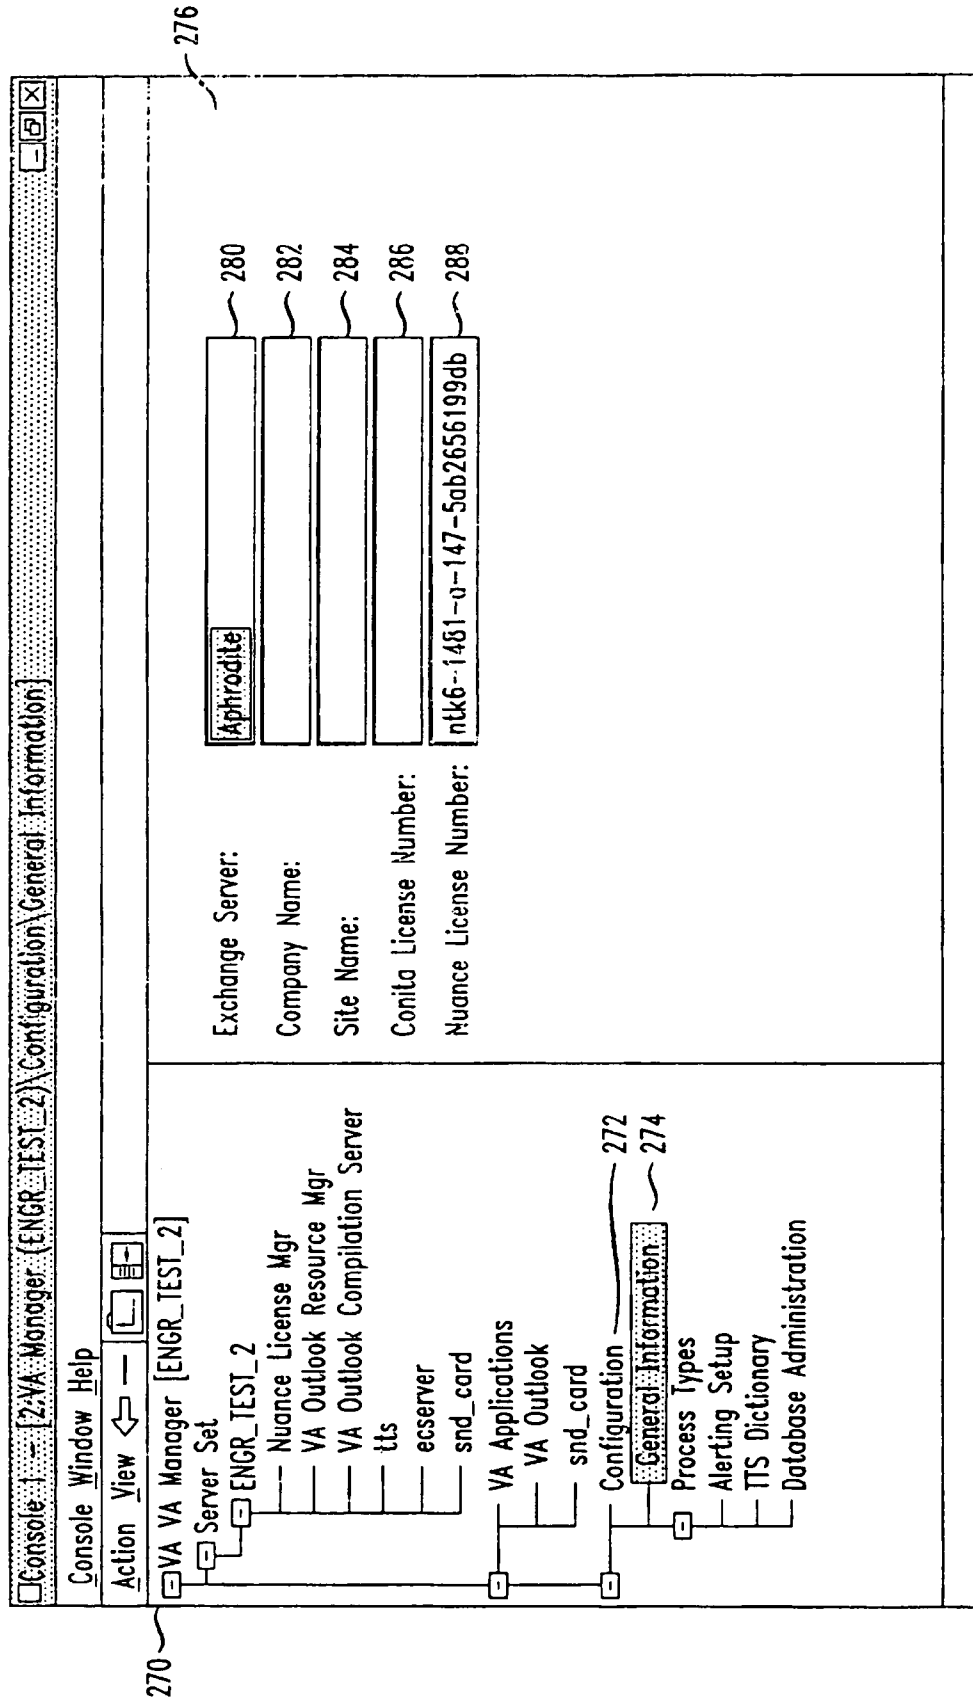 Console 1 - [2:VA Manager (ENGR_TEST_2)\Configuration\General Information]
Console Window Help
Action View
VA VA Manager [ENGR_TEST_2]
Server Set
ENGR_TEST_2
Nuance License Mgr
VA Outlook Resource Mgr
VA Outlook Compilation Server
tts
ecserver
snd_card
VA Applications
VA Outlook
snd_card
Configuration
272
General Information
274
Process Types
Alerting Setup
TTS Dictionary
Database Administration
Exchange Server:
Aphrodite
280
Company Name:
282
Site Name:
284
Conita License Number:
286
Nuance License Number:
ntk6-1481-a-147-5ab2656199db
288
270
276